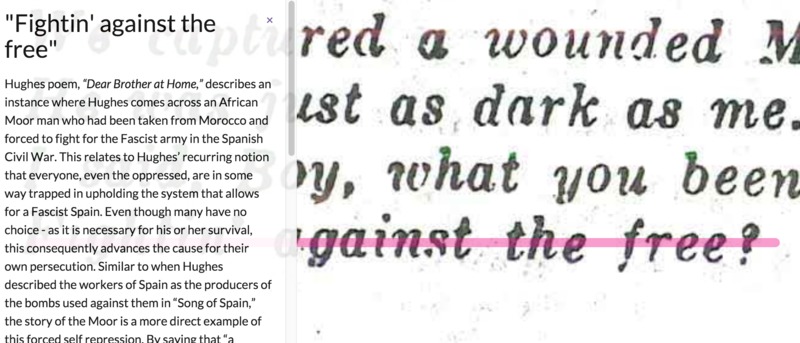 "Fightin' against the
free"
×
Hughes poem, “Dear Brother at Home,” describes an
instance where Hughes comes across an African
Moor man who had been taken from Morocco and
forced to fight for the Fascist army in the Spanish
Civil War. This relates to Hughes’ recurring notion
that everyone, even the oppressed, are in some
way trapped in upholding the system that allows
for a Fascist Spain. Even though many have no
choice - as it is necessary for his or her survival,
this consequently advances the cause for their
own persecution. Similar to when Hughes
described the workers of Spain as the producers of
the bombs used against them in “Song of Spain,”
the story of the Moor is a more direct example of
this forced self repression. By saying that “a
red a wounded M
ust as dark as me.
oy, what you been
against the free?